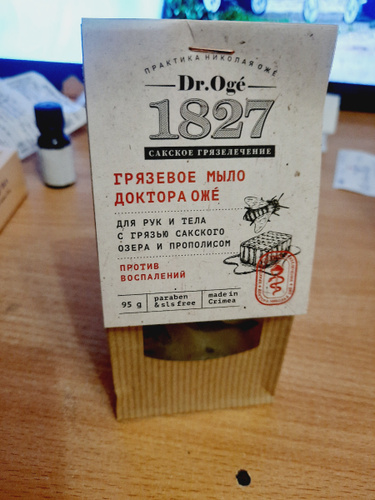 ПРАКТИКА НИКОЛАЯ ОЖЕ
Dr.Ogé
1827
САКСКОЕ ГРЯЗЕЛЕЧЕНИЕ
ГРЯЗЕВОЕ МЫЛО
ДОКТОРА ОЖÉ
ДЛЯ РУК И ТЕЛА
С ГРЯЗЬЮ САКСКОГО
ОЗЕРА И ПРОПОЛИСОМ
ПРОТИВ
ВОСПАЛЕНИЙ
95 g
paraben
& sls free
made in
Crimea